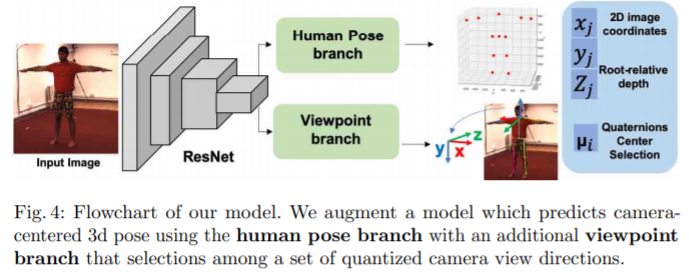 Human Pose
branch
Viewpoint
branch
Input Image
ResNet
z
y
x
x_j
2D image
coordinates
y_j
Root-relative
depth
Z_j
μ_i
Quaternions
Center
Selection
Fig. 4: Flowchart of our model. We augment a model which predicts camera-
centered 3d pose using the human pose branch with an additional viewpoint
branch that selections among a set of quantized camera view directions.